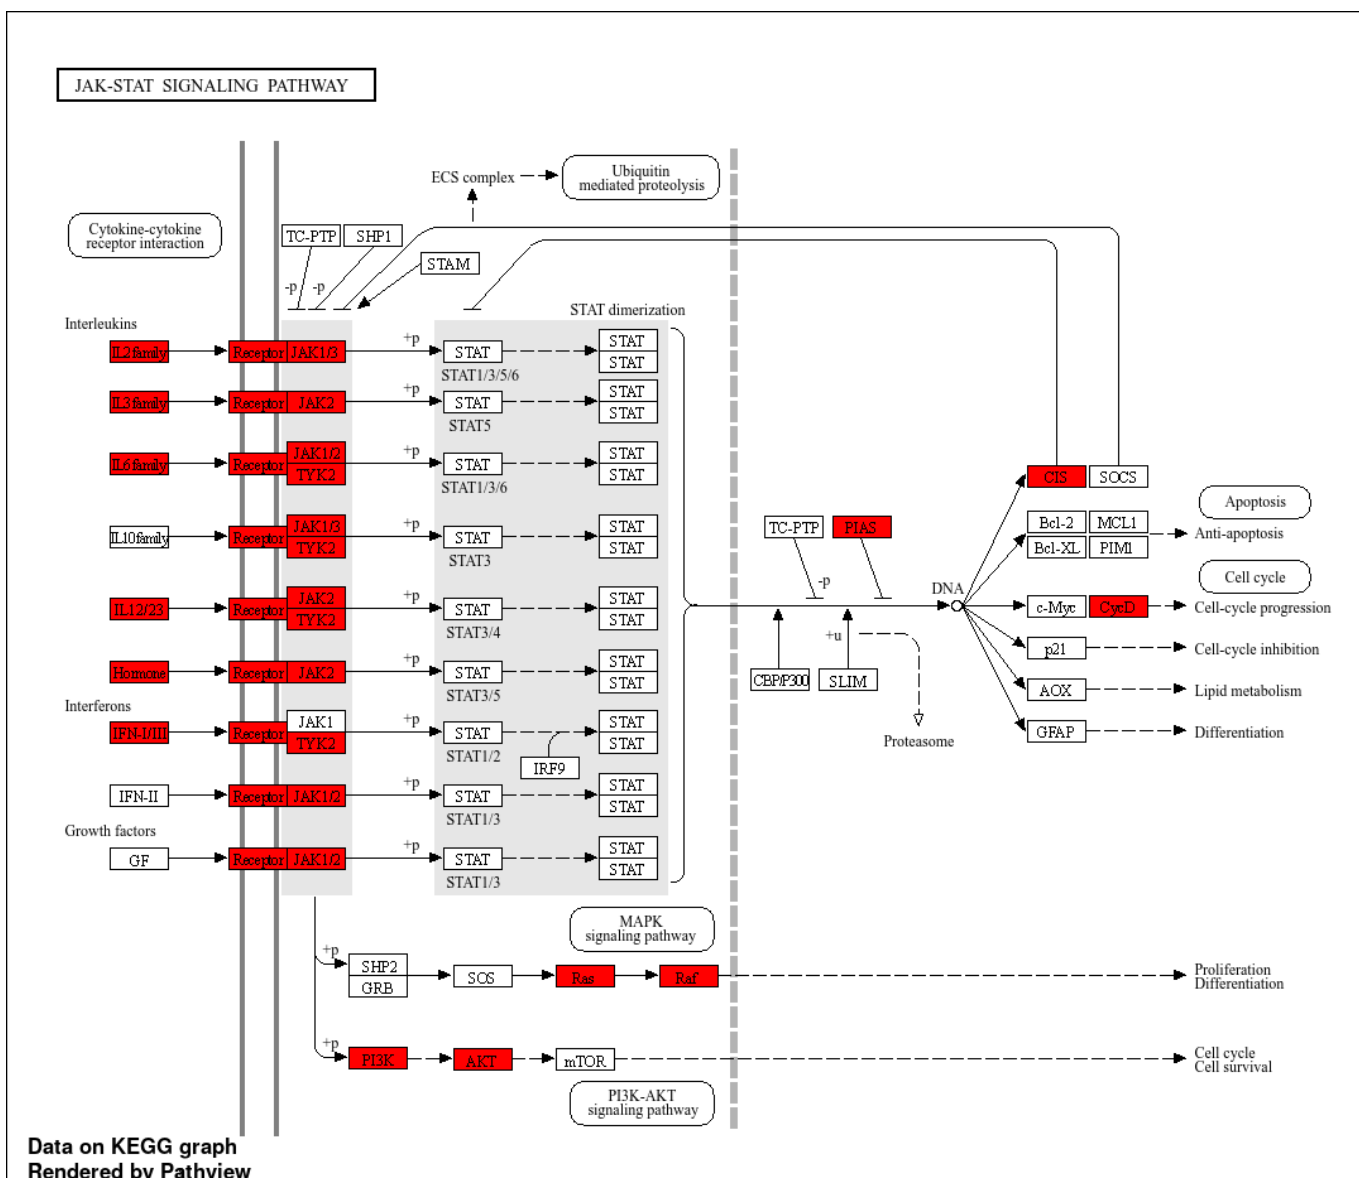 JAK-STAT SIGNALING PATHWAY
ECS complex
Ubiquitin
mediated proteolysis
Cytokine-cytokine
receptor interaction
TC-PTP
SHP1
STAM
-p
-p
STAT dimerization
Interleukins
IL2 family
Receptor
JAK1/3
+p
STAT
STAT
STAT
STAT1/3/5/6
IL3 family
Receptor
JAK2
+p
STAT
STAT
STAT
STAT5
IL6 family
Receptor
JAK1/2
TYK2
+p
STAT
STAT
STAT
STAT1/3/6
IL10 family
Receptor
JAK1/3
TYK2
+p
STAT
STAT
STAT
STAT3
IL12/23
Receptor
JAK2
TYK2
+p
STAT
STAT
STAT
STAT3/4
Hormone
Receptor
JAK2
+p
STAT
STAT
STAT
STAT3/5
Interferons
IFN-I/III
Receptor
JAK1
TYK2
+p
STAT
STAT
STAT
STAT1/2
IRF9
IFN-II
Receptor
JAK1/2
+p
STAT
STAT
STAT
STAT1/3
Growth factors
GF
Receptor
JAK1/2
+p
STAT
STAT
STAT
STAT1/3
TC-PTP
PIAS
-p
+u
CBP/P300
SLIM
Proteasome
DNA
CIS
SOCS
Bcl-2
MCL1
Bcl-XL
PIM1
c-Myc
CycD
p21
AOX
GFAP
Apoptosis
Anti-apoptosis
Cell cycle
Cell-cycle progression
Cell-cycle inhibition
Lipid metabolism
Differentiation
MAPK
signaling pathway
+p
SHP2
GRB
SOS
Ras
Raf
Proliferation
Differentiation
+p
PI3K
AKT
mTOR
Cell cycle
Cell survival
PI3K-AKT
signaling pathway
Data on KEGG graph
Rendered by Pathview